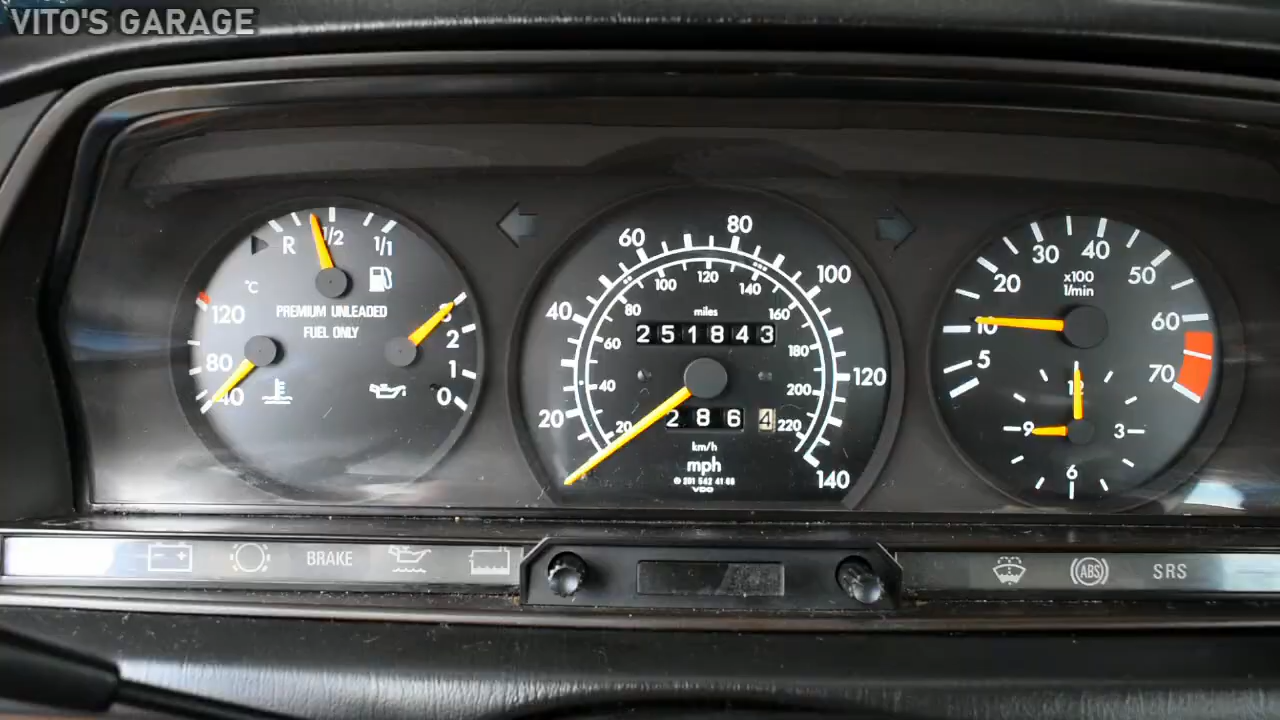 VITO'S GARAGE
R 1/2 1/1
°C
120
80
40
PREMIUM UNLEADED
FUEL ONLY
3
2
1
0
20 40 60 80 100 120 140
20 40 60 80 100 120 140 160 180 200 220
miles
251843
286 4
km/h
mph
VDO
5 10 20 30 40 50 60 70
x100
1/min
12
9 3
6
- +
BRAKE
ABS
SRS